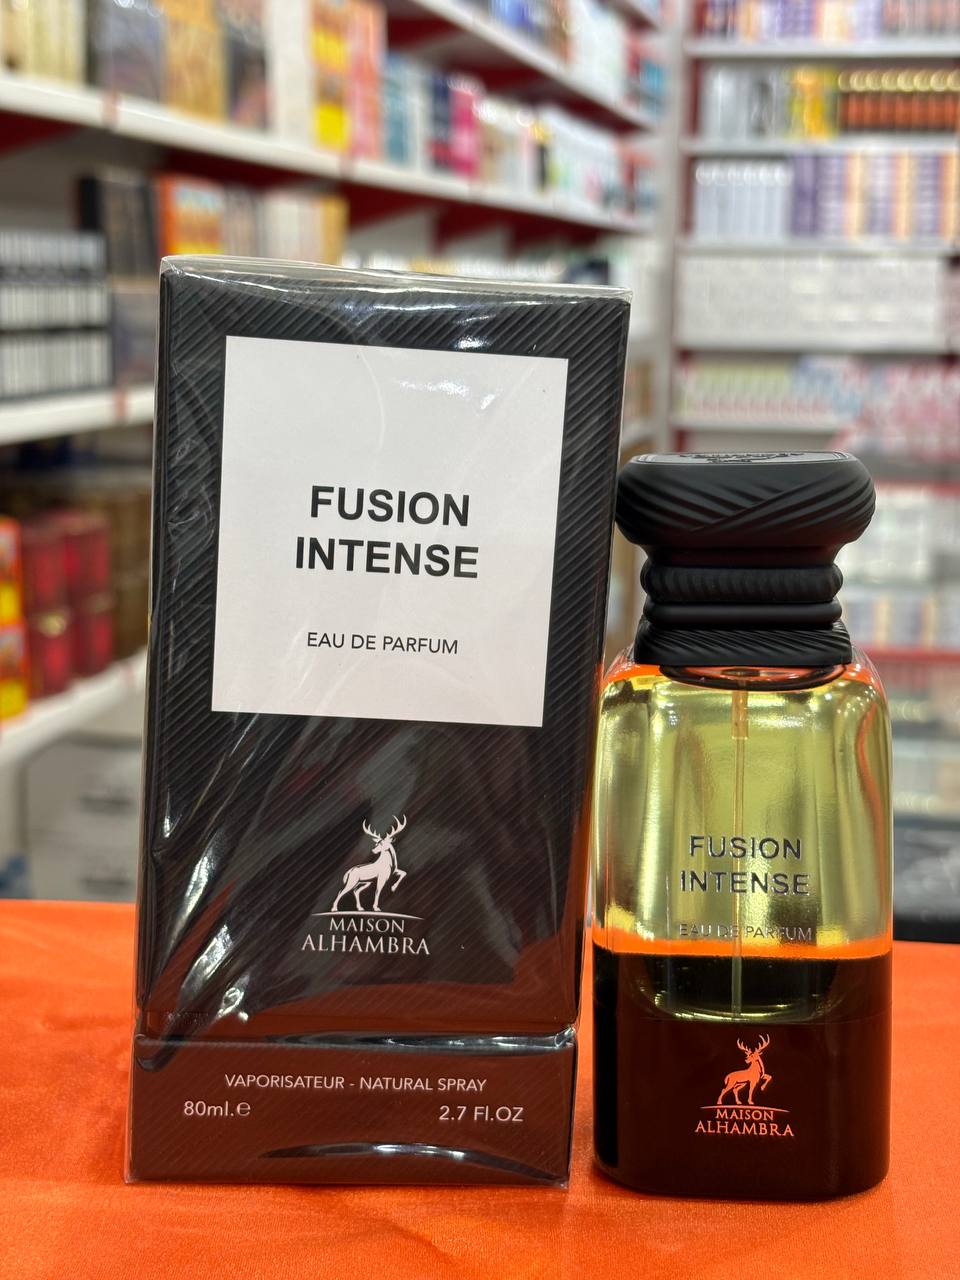 FUSION
INTENSE
EAU DE PARFUM
MAISON
ALHAMBRA
VAPORISATEUR - NATURAL SPRAY
80ml.℮
2.7 Fl.OZ
FUSION
INTENSE
EAU DE PARFUM
MAISON
ALHAMBRA